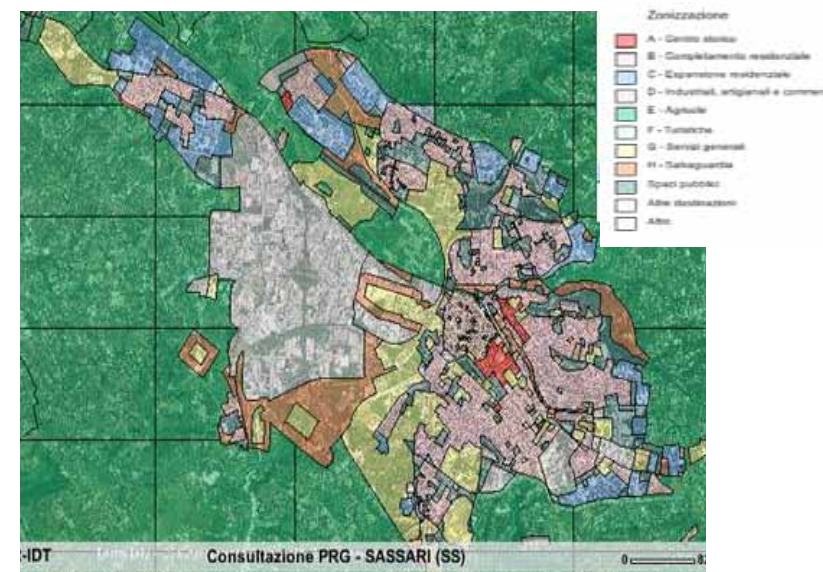 Zonizzazione
A - Centro storico
B - Completamento residenziale
C - Espansione residenziale
D - Industriali, artigianali e commer
E - Agricole
F - Turistiche
G - Servizi generali
H - Salvaguardia
Spazi pubblici
Altre destinazioni
Altro
-IDT
Consultazione PRG - SASSARI (SS)
0